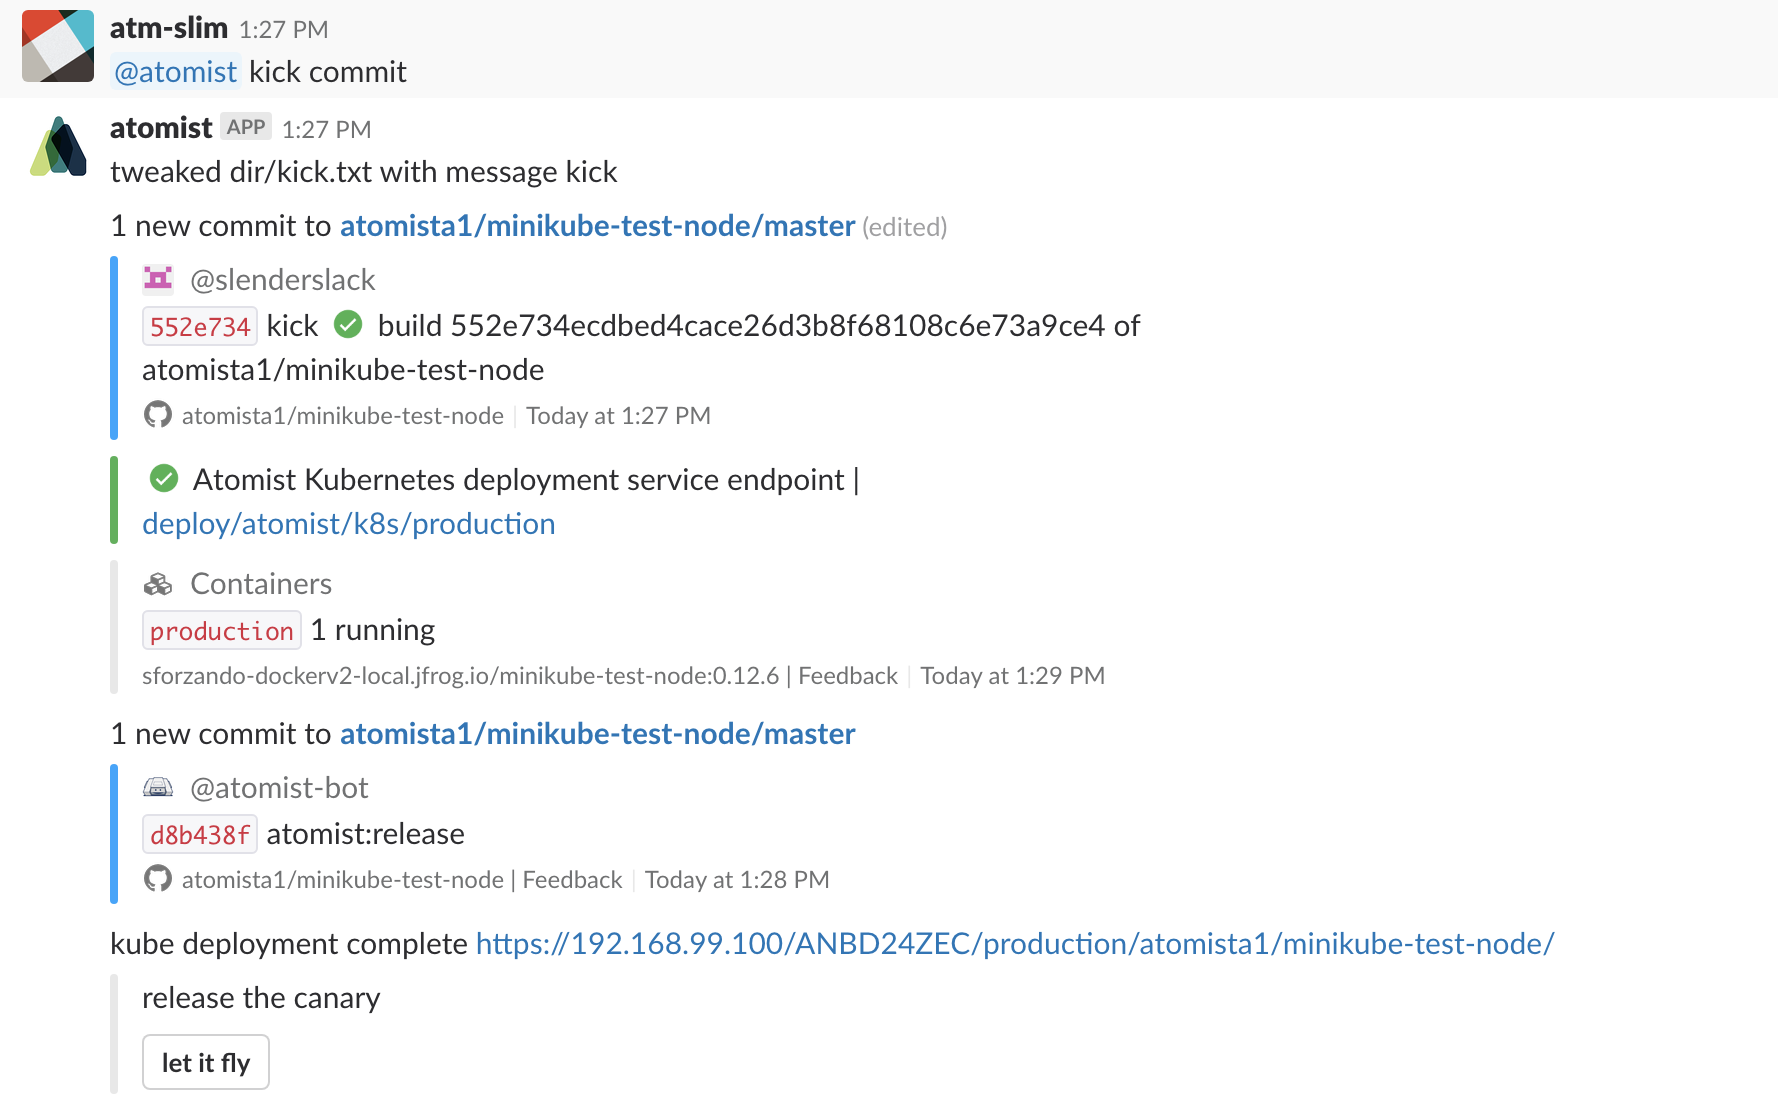 atm-slim 1:27 PM
@atomist kick commit
atomist APP 1:27 PM
tweaked dir/kick.txt with message kick
1 new commit to atomista1/minikube-test-node/master (edited)
@slenderslack
552e734 kick build 552e734ecdbed4cace26d3b8f68108c6e73a9ce4 of
atomista1/minikube-test-node
atomista1/minikube-test-node | Today at 1:27 PM
Atomist Kubernetes deployment service endpoint |
deploy/atomist/k8s/production
Containers
production 1 running
sforzando-dockerv2-local.jfrog.io/minikube-test-node:0.12.6 | Feedback | Today at 1:29 PM
1 new commit to atomista1/minikube-test-node/master
@atomist-bot
d8b438f atomist:release
atomista1/minikube-test-node | Feedback | Today at 1:28 PM
kube deployment complete https://192.168.99.100/ANBD24ZEC/production/atomista1/minikube-test-node/
release the canary
let it fly